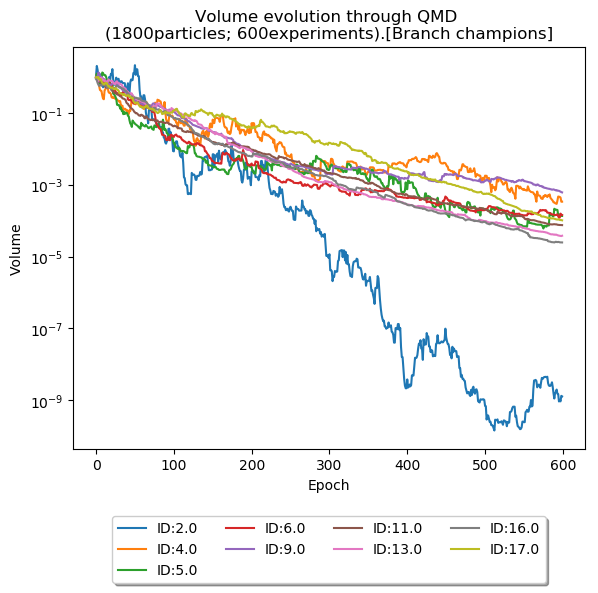 Volume evolution through QMD
(1800particles; 600experiments).[Branch champions]
Volume
10⁻¹
10⁻³
10⁻⁵
10⁻⁷
10⁻⁹
0 100 200 300 400 500 600
Epoch
ID:2.0 ID:6.0 ID:11.0 ID:16.0
ID:4.0 ID:9.0 ID:13.0 ID:17.0
ID:5.0